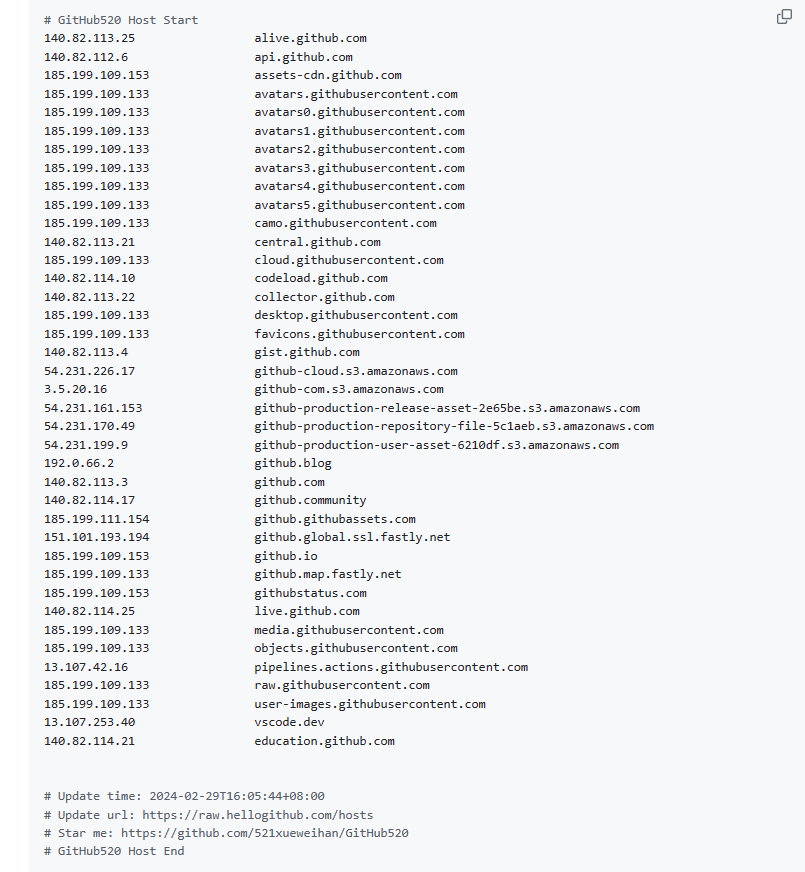 # GitHub520 Host Start
140.82.113.25 alive.github.com
140.82.112.6 api.github.com
185.199.109.153 assets-cdn.github.com
185.199.109.133 avatars.githubusercontent.com
185.199.109.133 avatars0.githubusercontent.com
185.199.109.133 avatars1.githubusercontent.com
185.199.109.133 avatars2.githubusercontent.com
185.199.109.133 avatars3.githubusercontent.com
185.199.109.133 avatars4.githubusercontent.com
185.199.109.133 avatars5.githubusercontent.com
185.199.109.133 camo.githubusercontent.com
140.82.113.21 central.github.com
185.199.109.133 cloud.githubusercontent.com
140.82.114.10 codeload.github.com
140.82.113.22 collector.github.com
185.199.109.133 desktop.githubusercontent.com
185.199.109.133 favicons.githubusercontent.com
140.82.113.4 gist.github.com
54.231.226.17 github-cloud.s3.amazonaws.com
3.5.20.16 github-com.s3.amazonaws.com
54.231.161.153 github-production-release-asset-2e65be.s3.amazonaws.com
54.231.170.49 github-production-repository-file-5c1aeb.s3.amazonaws.com
54.231.199.9 github-production-user-asset-6210df.s3.amazonaws.com
192.0.66.2 github.blog
140.82.113.3 github.com
140.82.114.17 github.community
185.199.111.154 github.githubassets.com
151.101.193.194 github.global.ssl.fastly.net
185.199.109.153 github.io
185.199.109.133 github.map.fastly.net
185.199.109.153 githubstatus.com
140.82.114.25 live.github.com
185.199.109.133 media.githubusercontent.com
185.199.109.133 objects.githubusercontent.com
13.107.42.16 pipelines.actions.githubusercontent.com
185.199.109.133 raw.githubusercontent.com
185.199.109.133 user-images.githubusercontent.com
13.107.253.40 vscode.dev
140.82.114.21 education.github.com
# Update time: 2024-02-29T16:05:44+08:00
# Update url: https://raw.hellogithub.com/hosts
# Star me: https://github.com/521xueweihan/GitHub520
# GitHub520 Host End